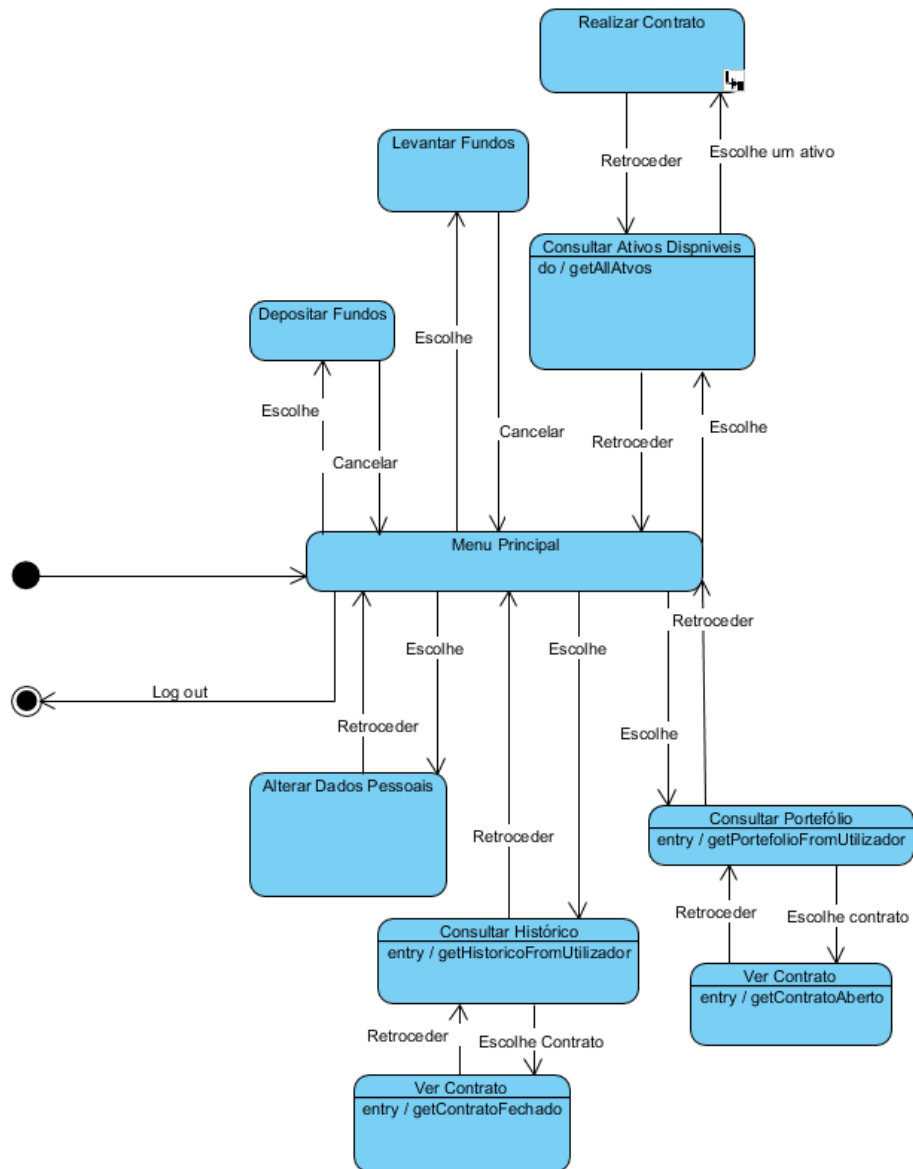 Realizar Contrato
Levantar Fundos
Retroceder
Escolhe um ativo
Consultar Ativos Dispniveis
do / getAllAtvos
Depositar Fundos
Escolhe
Escolhe
Cancelar
Retroceder
Escolhe
Cancelar
Menu Principal
Retroceder
Escolhe
Escolhe
Log out
Retroceder
Escolhe
Alterar Dados Pessoais
Consultar Portefólio
entry / getPortefolioFromUtilizador
Retroceder
Retroceder
Escolhe contrato
Consultar Histórico
entry / getHistoricoFromUtilizador
Ver Contrato
entry / getContratoAberto
Retroceder
Escolhe Contrato
Ver Contrato
entry / getContratoFechado